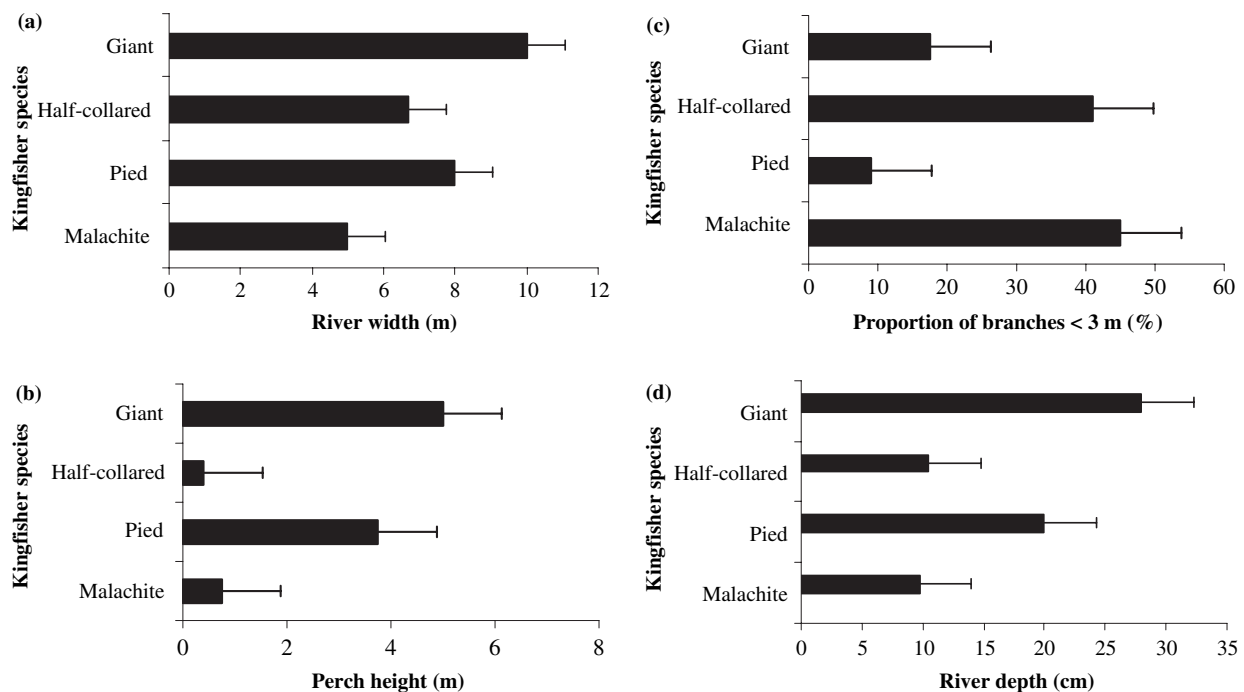 (a)
Kingfisher species
Giant
Half-collared
Pied
Malachite
0 2 4 6 8 10 12
River width (m)
(b)
Kingfisher species
Giant
Half-collared
Pied
Malachite
0 2 4 6 8
Perch height (m)
(c)
Kingfisher species
Giant
Half-collared
Pied
Malachite
0 10 20 30 40 50 60
Proportion of branches < 3 m (%)
(d)
Kingfisher species
Giant
Half-collared
Pied
Malachite
0 5 10 15 20 25 30 35
River depth (cm)